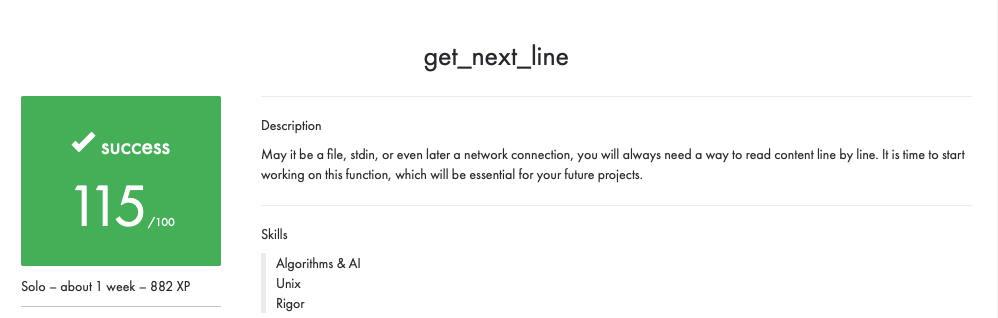 get_next_line
✔ success
115/100
Solo – about 1 week – 882 XP
Description
May it be a file, stdin, or even later a network connection, you will always need a way to read content line by line. It is time to start
working on this function, which will be essential for your future projects.
Skills
Algorithms & AI
Unix
Rigor